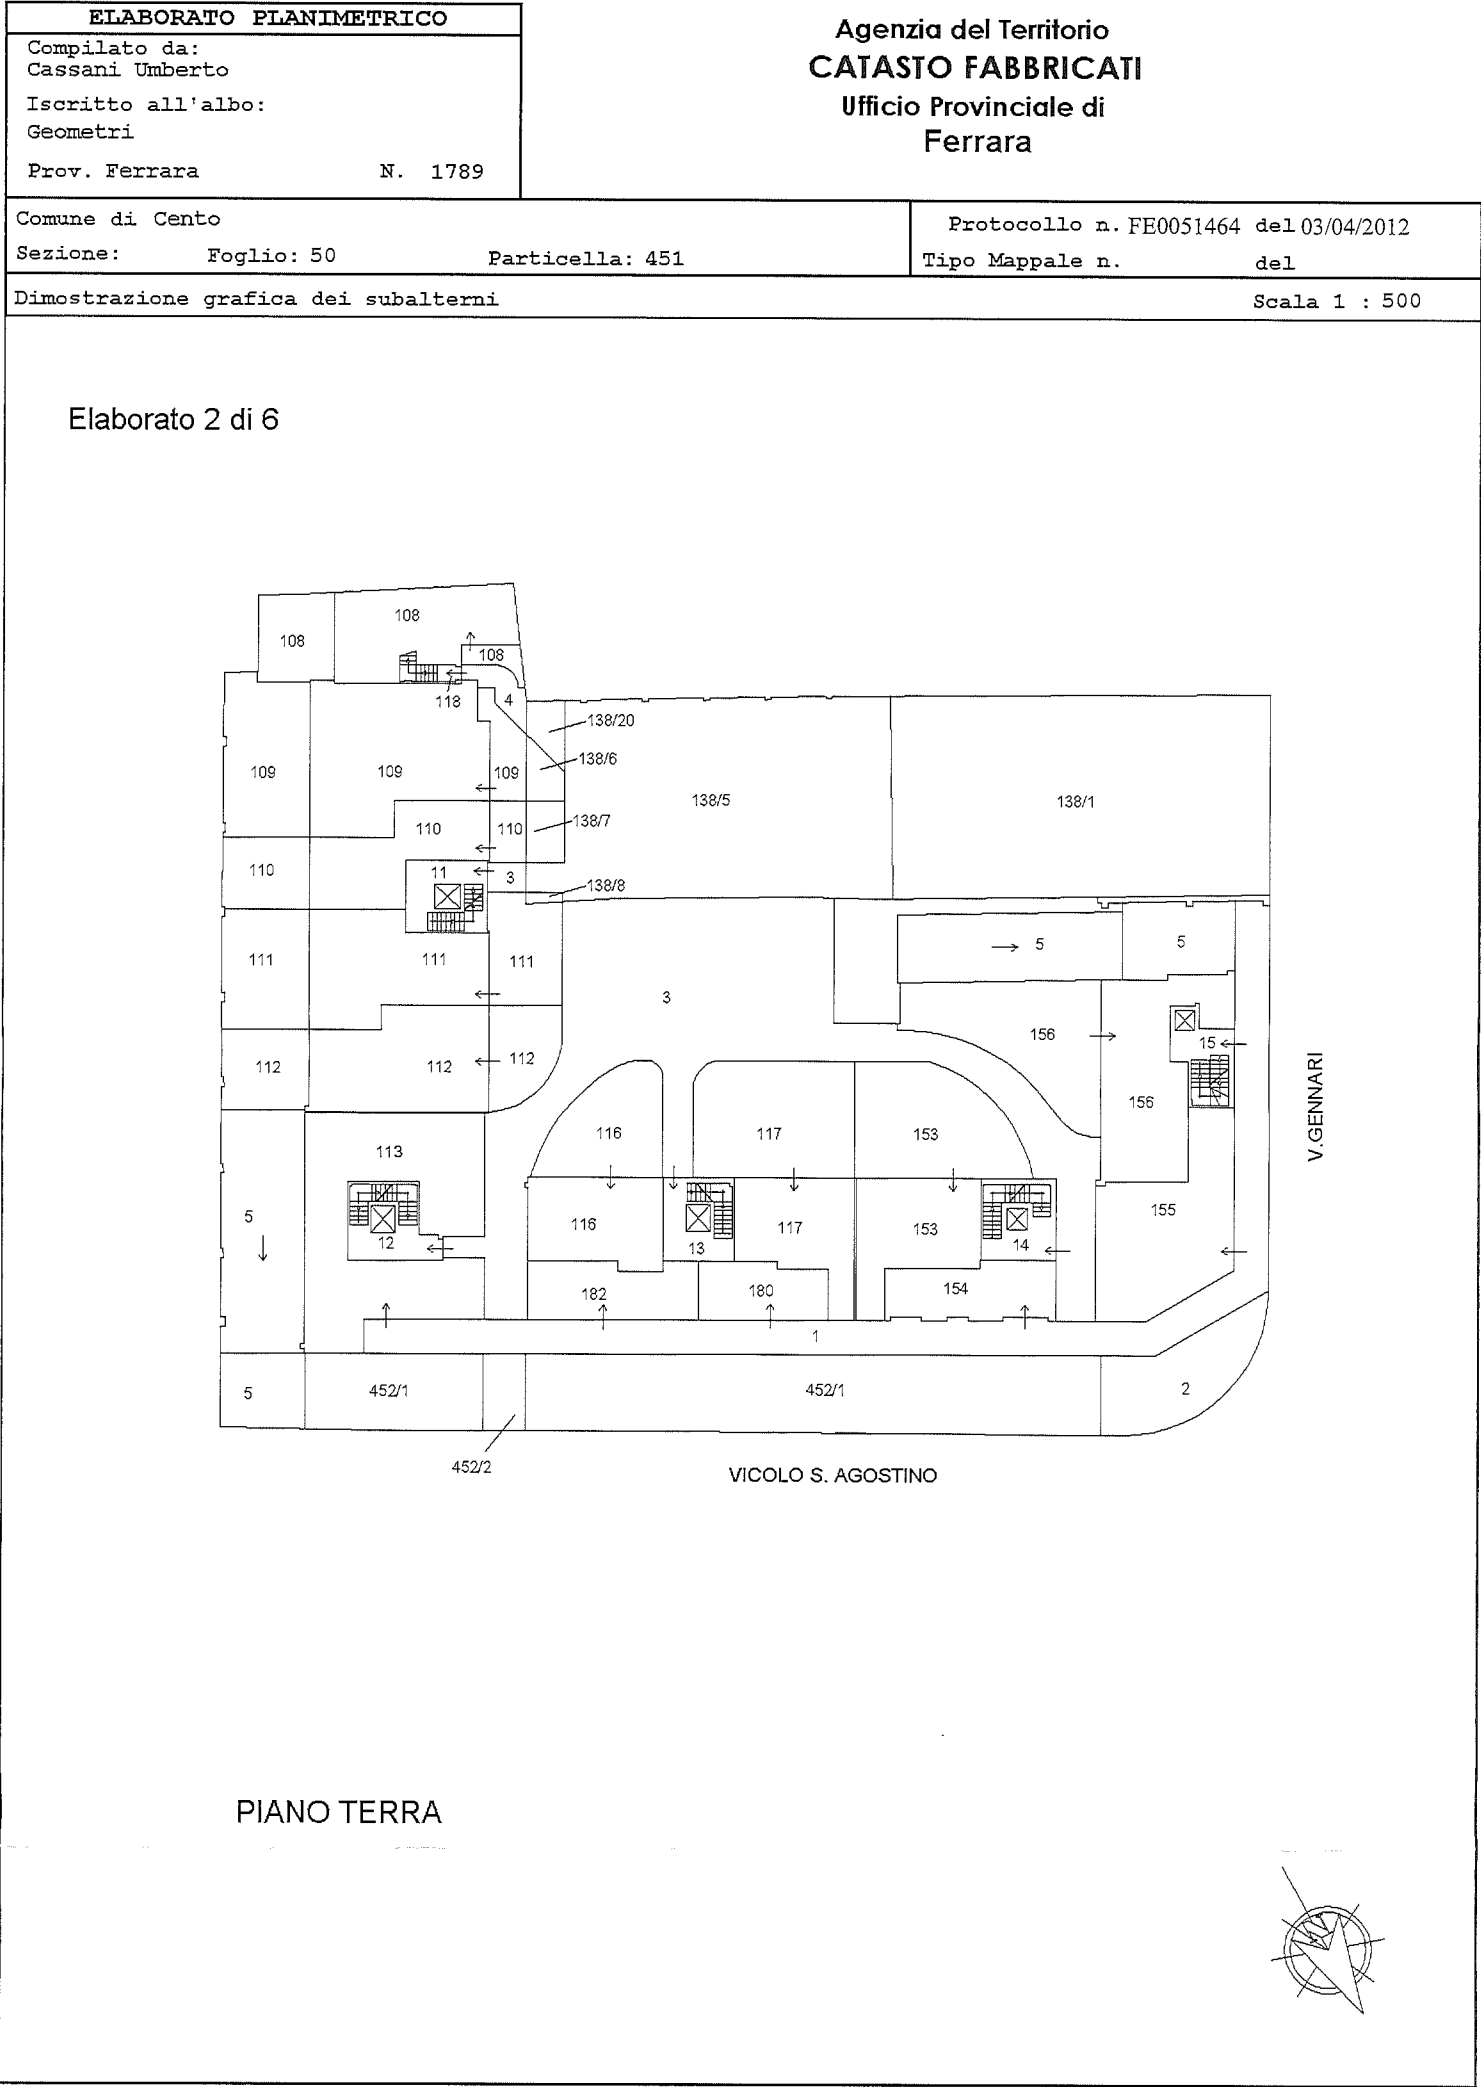 ELABORATO PLANIMETRICO
Compilato da:
Cassani Umberto
Iscritto all'albo:
Geometri
Prov. Ferrara N. 1789
Agenzia del Territorio
CATASTO FABBRICATI
Ufficio Provinciale di
Ferrara
Comune di Cento
Sezione: Foglio: 50 Particella: 451
Protocollo n. FE0051464 del 03/04/2012
Tipo Mappale n. del
Dimostrazione grafica dei subalterni Scala 1 : 500
Elaborato 2 di 6
108
108
108
118
4
138/20
138/6
109
109
109
138/5
138/1
110
110
138/7
110
11
3
138/8
111
111
111
3
5
5
156
15
112
112
112
156
V.GENNARI
116
117
153
113
155
5
116
117
153
12
13
14
182
180
154
1
5
452/1
452/1
2
452/2
VICOLO S. AGOSTINO
PIANO TERRA
N